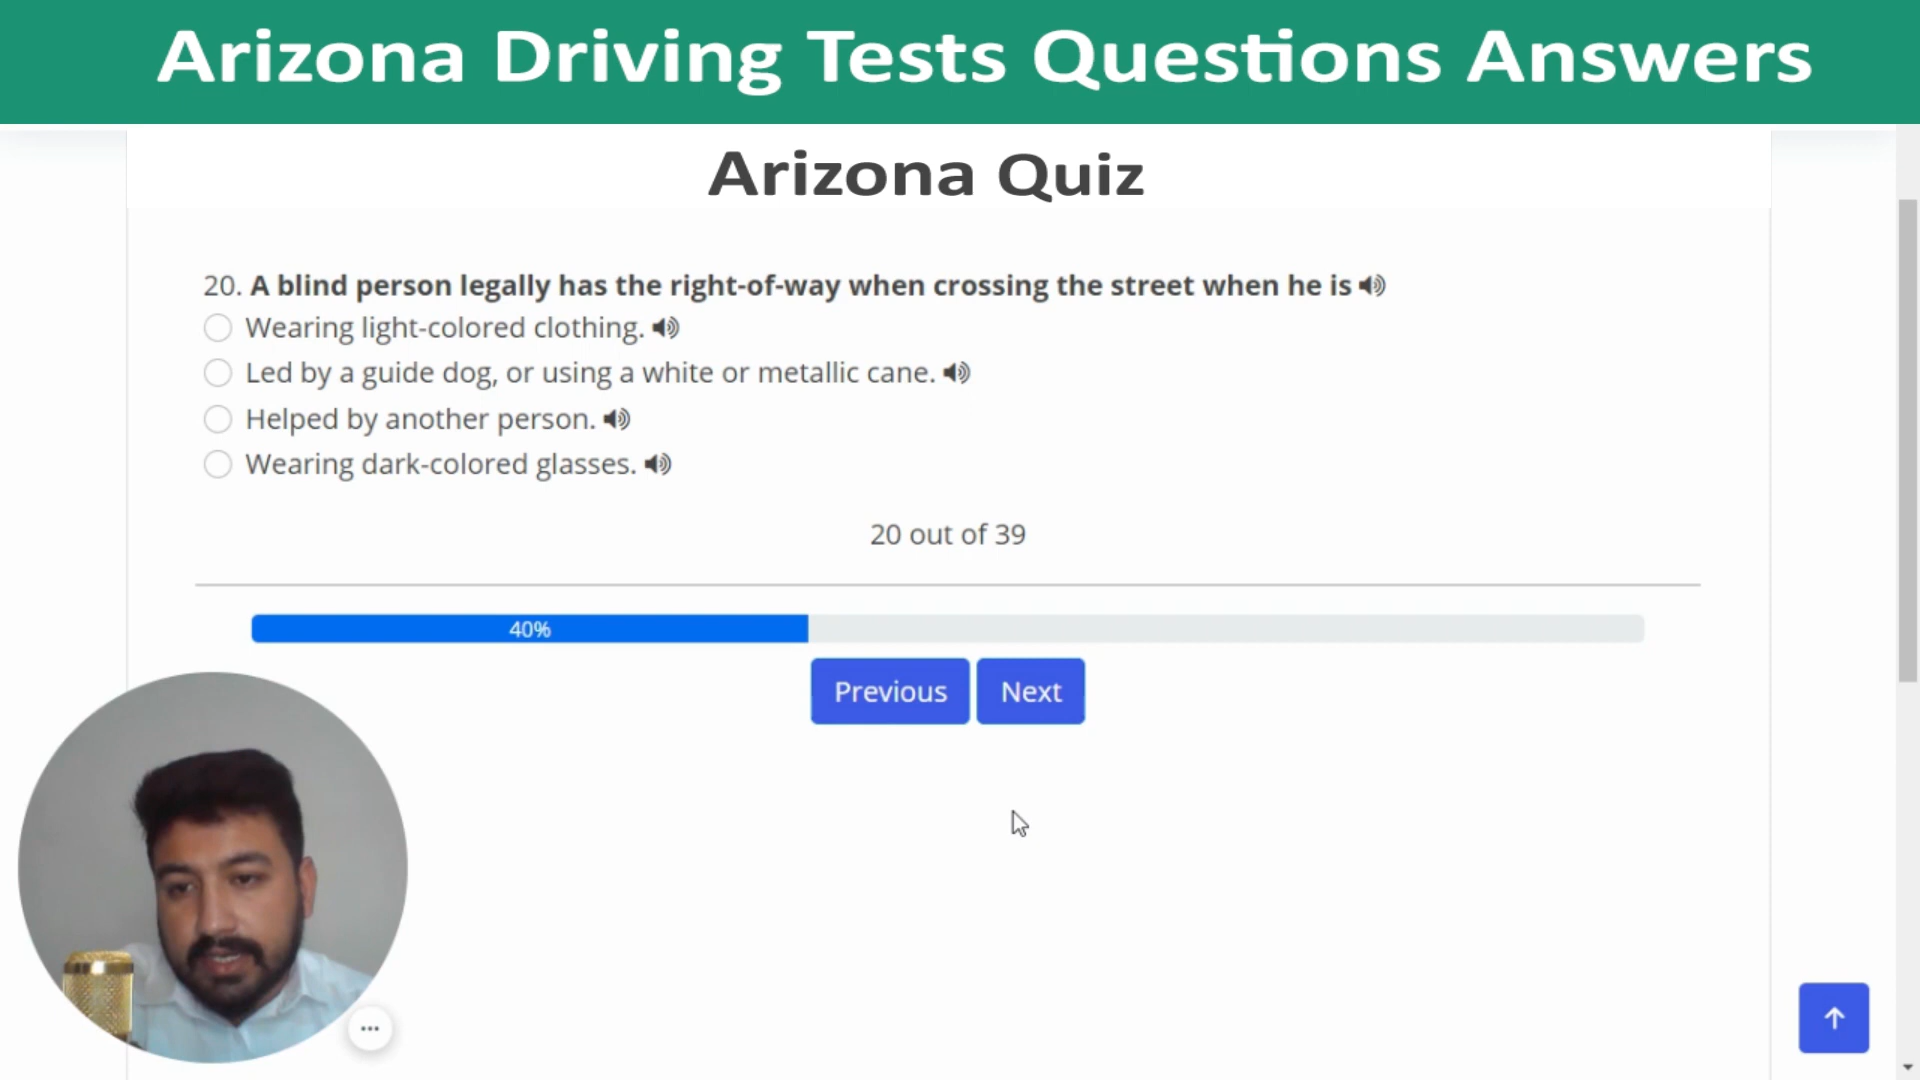 Arizona Driving Tests Questions Answers
Arizona Quiz
20. A blind person legally has the right-of-way when crossing the street when he is
Wearing light-colored clothing.
Led by a guide dog, or using a white or metallic cane.
Helped by another person.
Wearing dark-colored glasses.
20 out of 39
40%
Previous Next